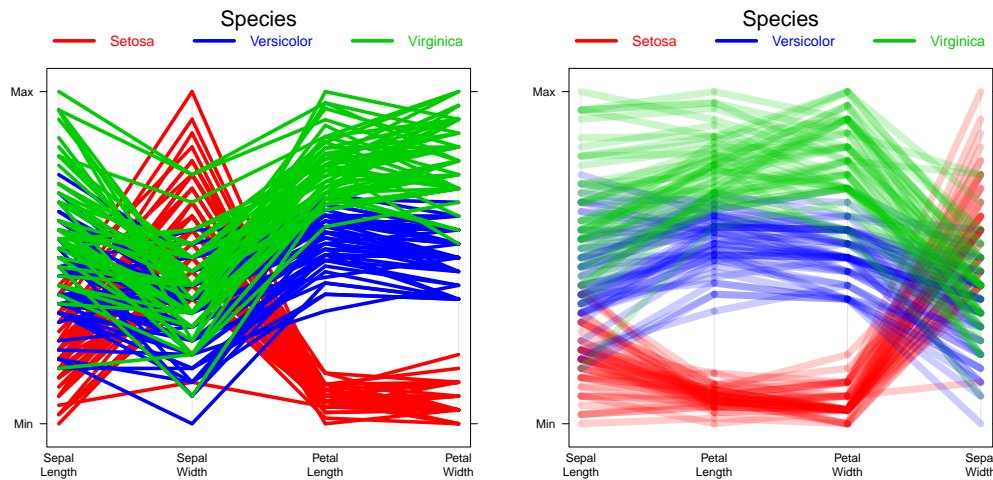 Species
Setosa Versicolor Virginica
Max
Min
Sepal Length
Sepal Width
Petal Length
Petal Width
Species
Setosa Versicolor Virginica
Max
Min
Sepal Length
Petal Length
Petal Width
Sepa
Width